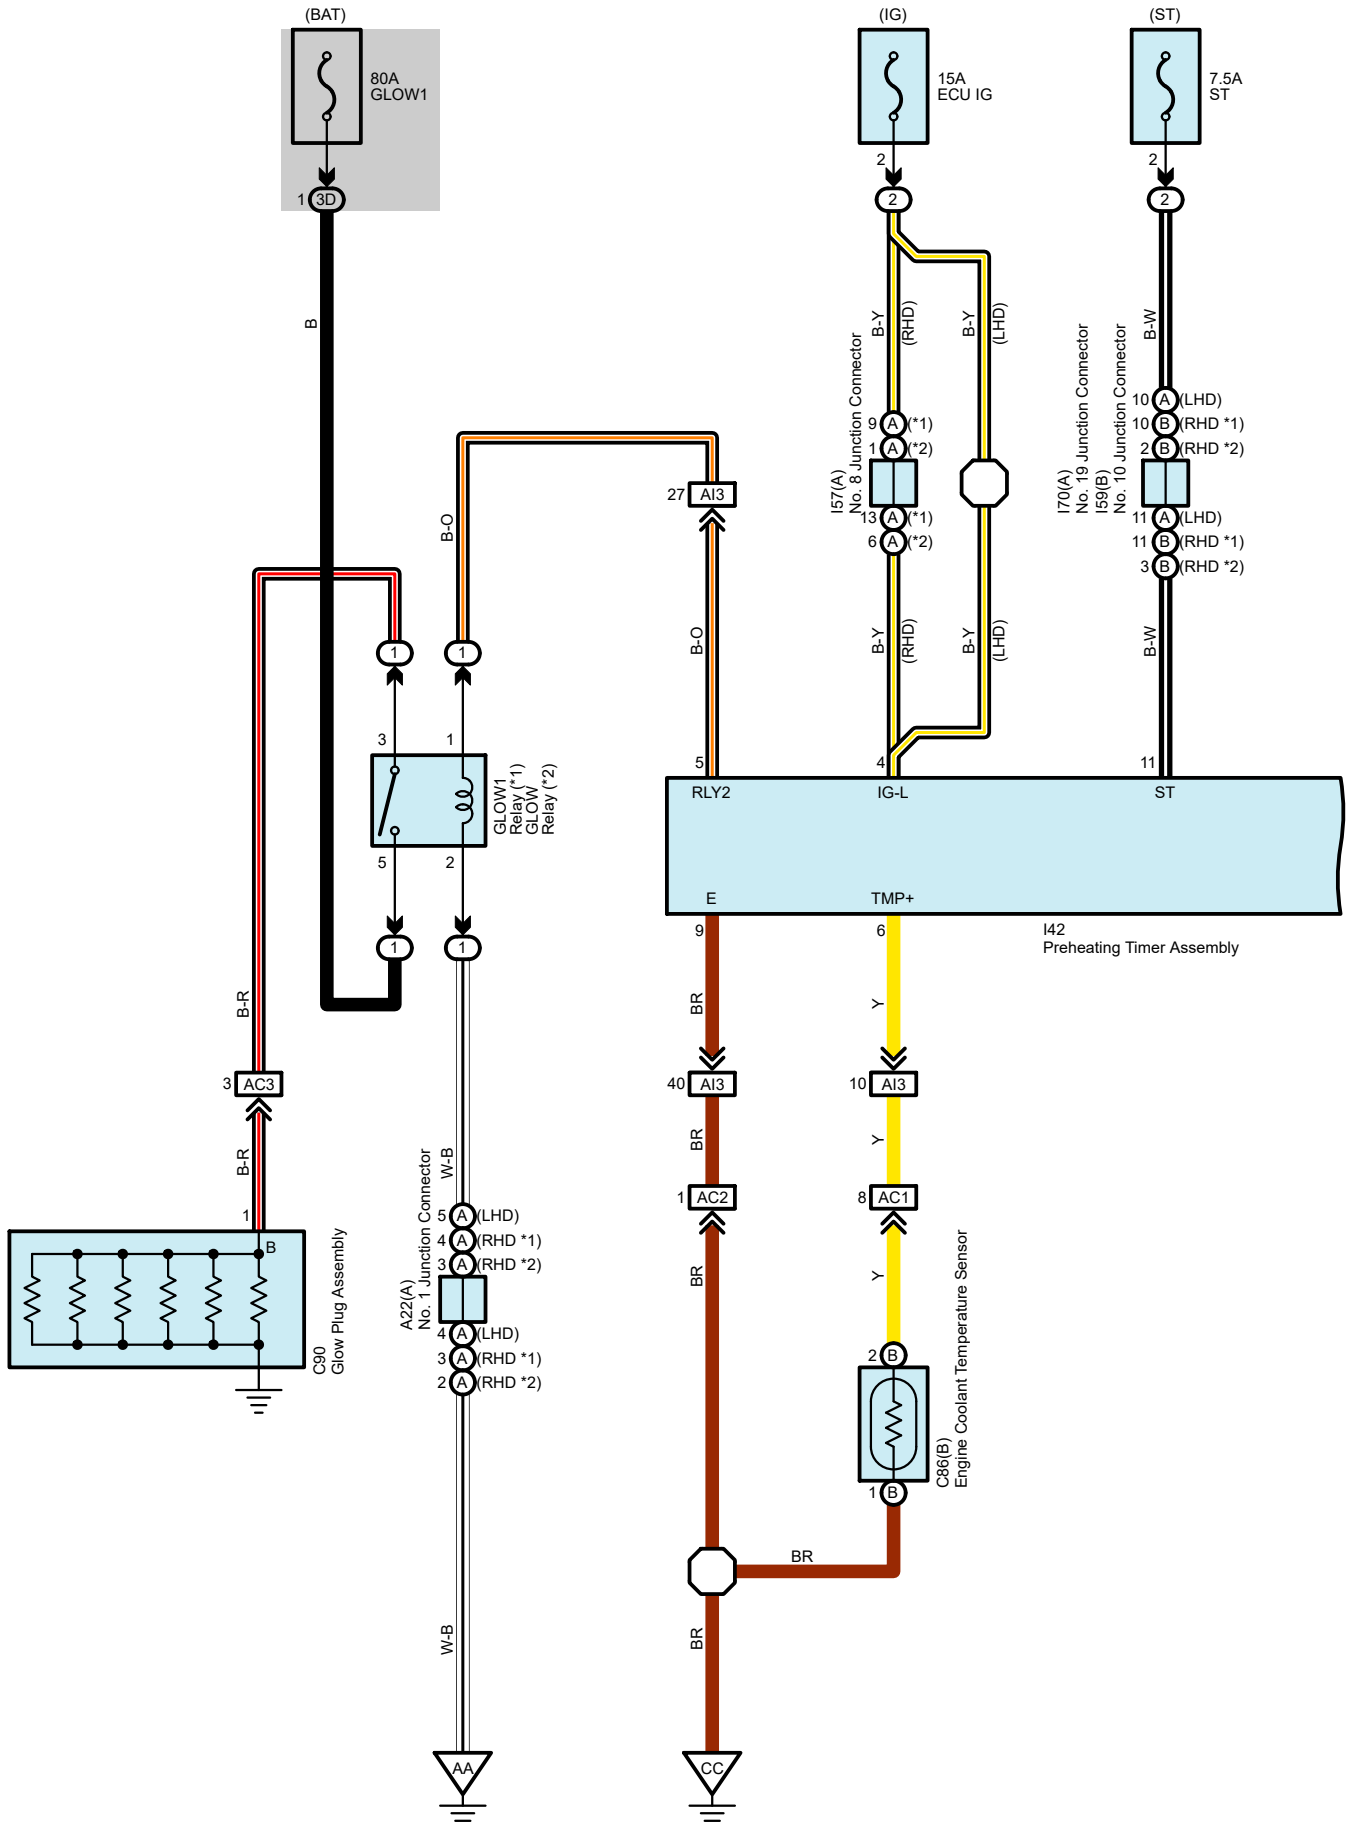 (BAT)
(IG)
(ST)
80A
GLOW1
15A
ECU IG
7.5A
ST
2
2
1
3D
2
2
B
B-Y
(RHD)
B-Y
(LHD)
B-W
I57(A)
No. 8 Junction Connector
I70(A)
No. 19 Junction Connector
I59(B)
No. 10 Junction Connector
10 A (LHD)
9 A (*1)
10 B (RHD *1)
1 A (*2)
2 B (RHD *2)
27 AI3
13 A (*1)
11 A (LHD)
6 A (*2)
11 B (RHD *1)
3 B (RHD *2)
B-O
B-O
B-Y
(RHD)
B-Y
(LHD)
B-W
1
1
3
1
5
4
11
RLY2
IG-L
ST
GLOW1
Relay (*1)
GLOW
Relay (*2)
5
2
E
TMP+
9
6
I42
Preheating Timer Assembly
1
1
B-R
BR
Y
3 AC3
40 AI3
10 AI3
B-R
W-B
BR
Y
1 AC2
8 AC1
1
B
C90
Glow Plug Assembly
A22(A)
No. 1 Junction Connector
5 A (LHD)
4 A (RHD *1)
3 A (RHD *2)
4 A (LHD)
3 A (RHD *1)
2 A (RHD *2)
BR
Y
2 B
C86(B)
Engine Coolant Temperature Sensor
1 B
BR
W-B
BR
AA
CC